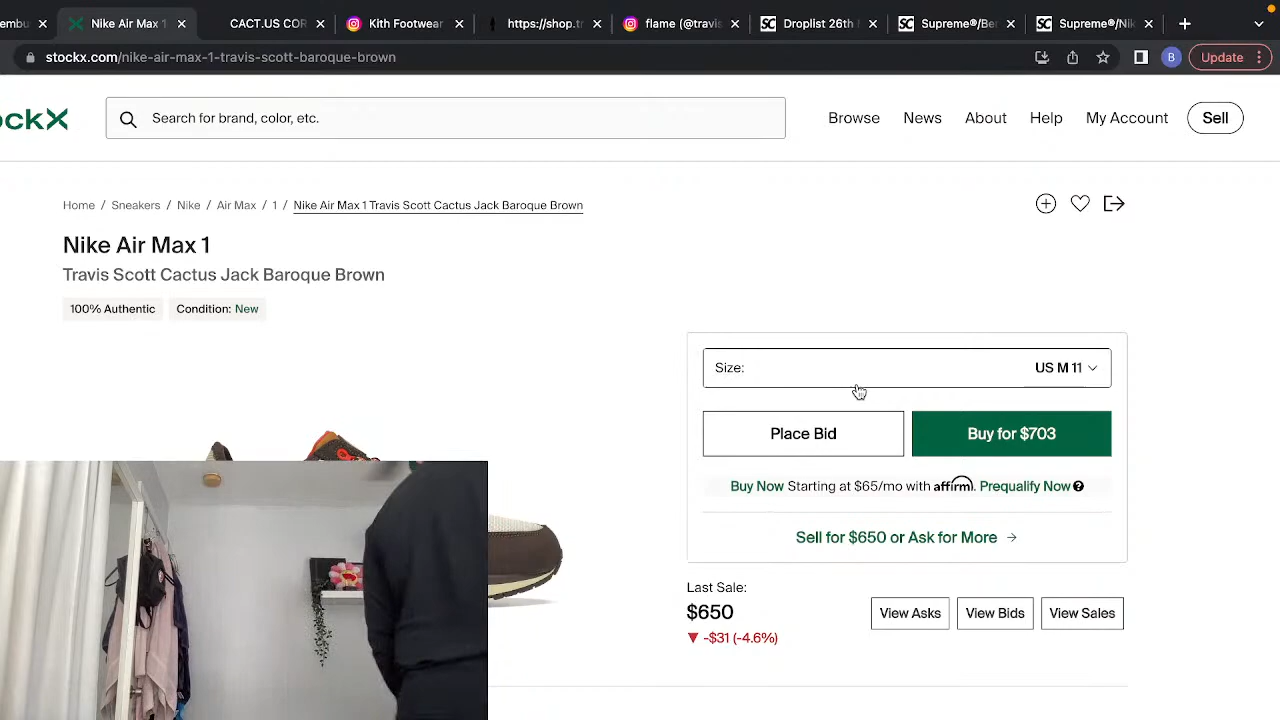 Nike Air Max 1
CACT.US COR
Kith Footwear
https://shop.tr
flame (@travis
Droplist 26th
Supreme®/Ber
Supreme®/Nik
stockx.com/nike-air-max-1-travis-scott-baroque-brown
B
Update
ockX
Search for brand, color, etc.
Browse News About Help My Account Sell
Home / Sneakers / Nike / Air Max / 1 / Nike Air Max 1 Travis Scott Cactus Jack Baroque Brown
Nike Air Max 1
Travis Scott Cactus Jack Baroque Brown
100% Authentic Condition: New
Size: US M 11
Place Bid Buy for $703
Buy Now Starting at $65/mo with affirm. Prequalify Now
Sell for $650 or Ask for More →
Last Sale:
$650
-$31 (-4.6%)
View Asks View Bids View Sales